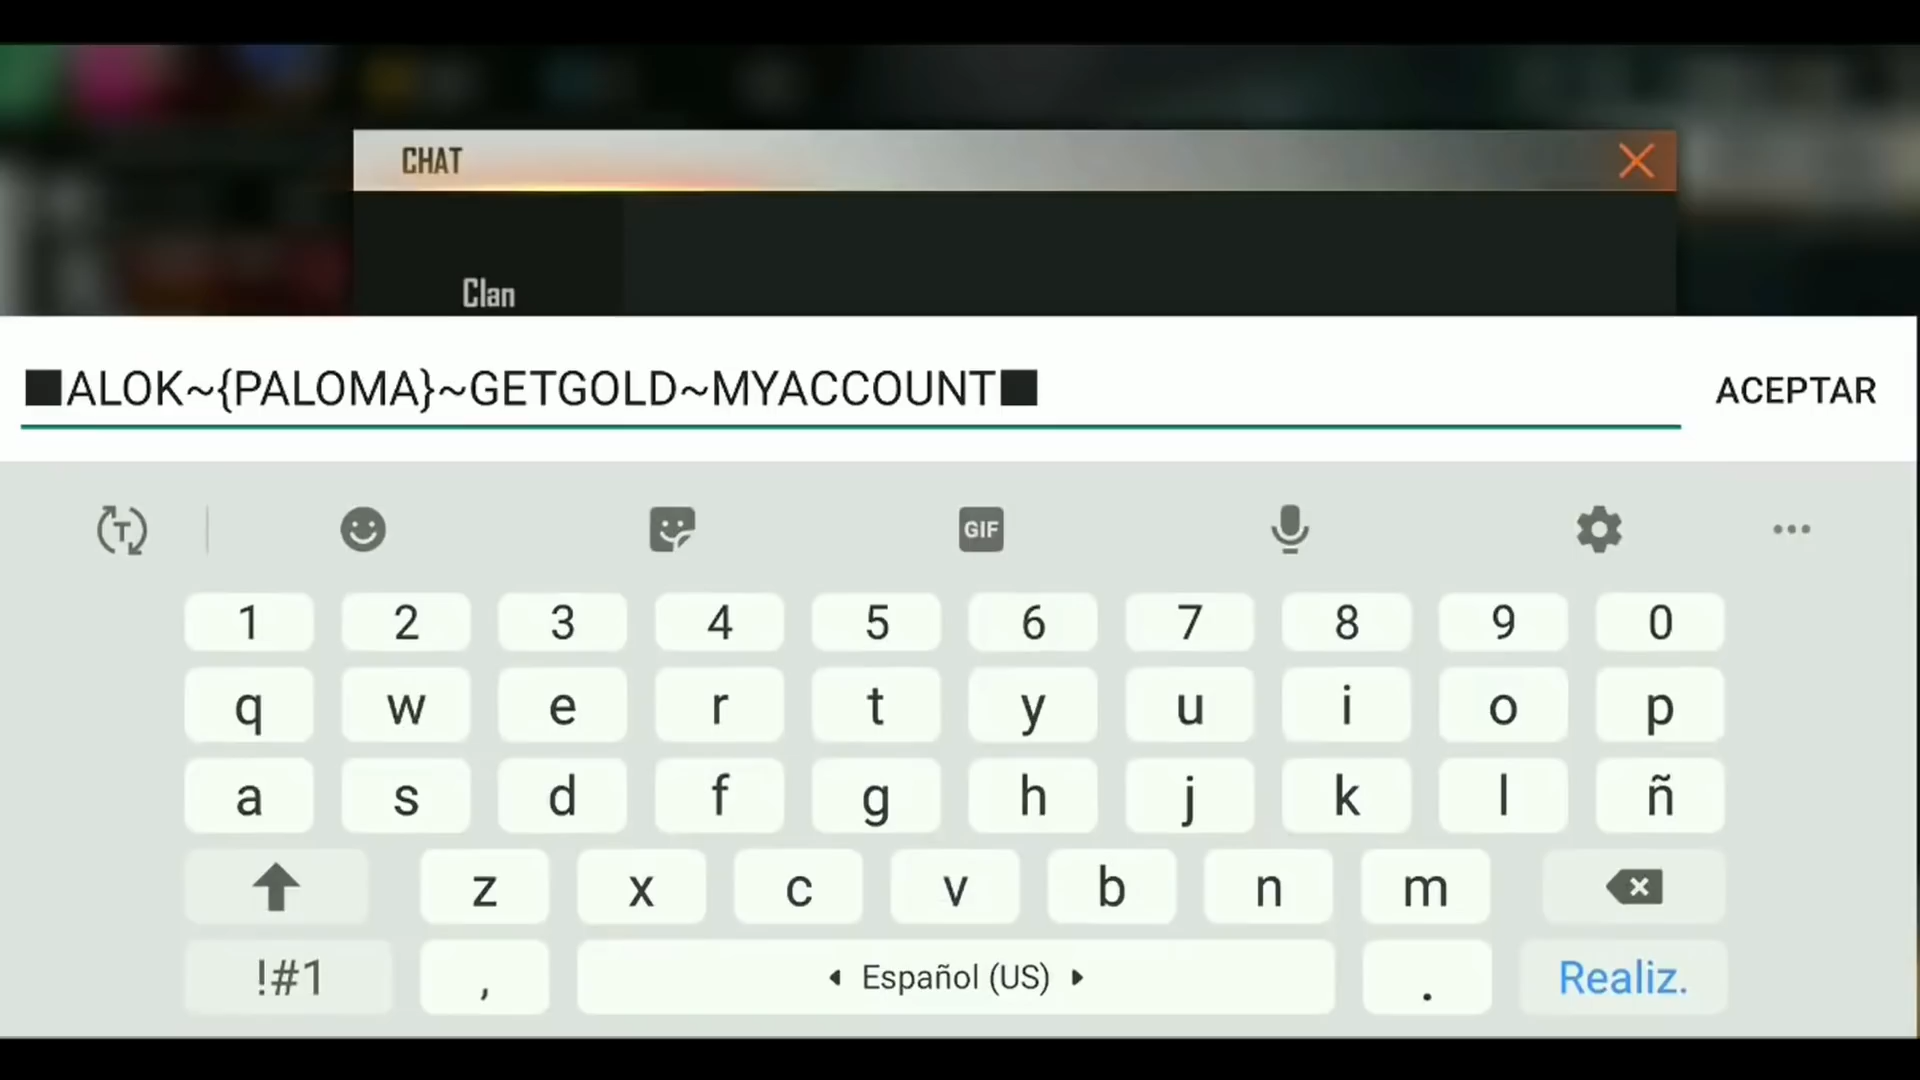 CHAT
Clan
■ALOK~{PALOMA}~GETGOLD~MYACCOUNT■ ACEPTAR
GIF
1 2 3 4 5 6 7 8 9 0
q w e r t y u i o p
a s d f g h j k l ñ
z x c v b n m
!#1 , Español (US) . Realiz.